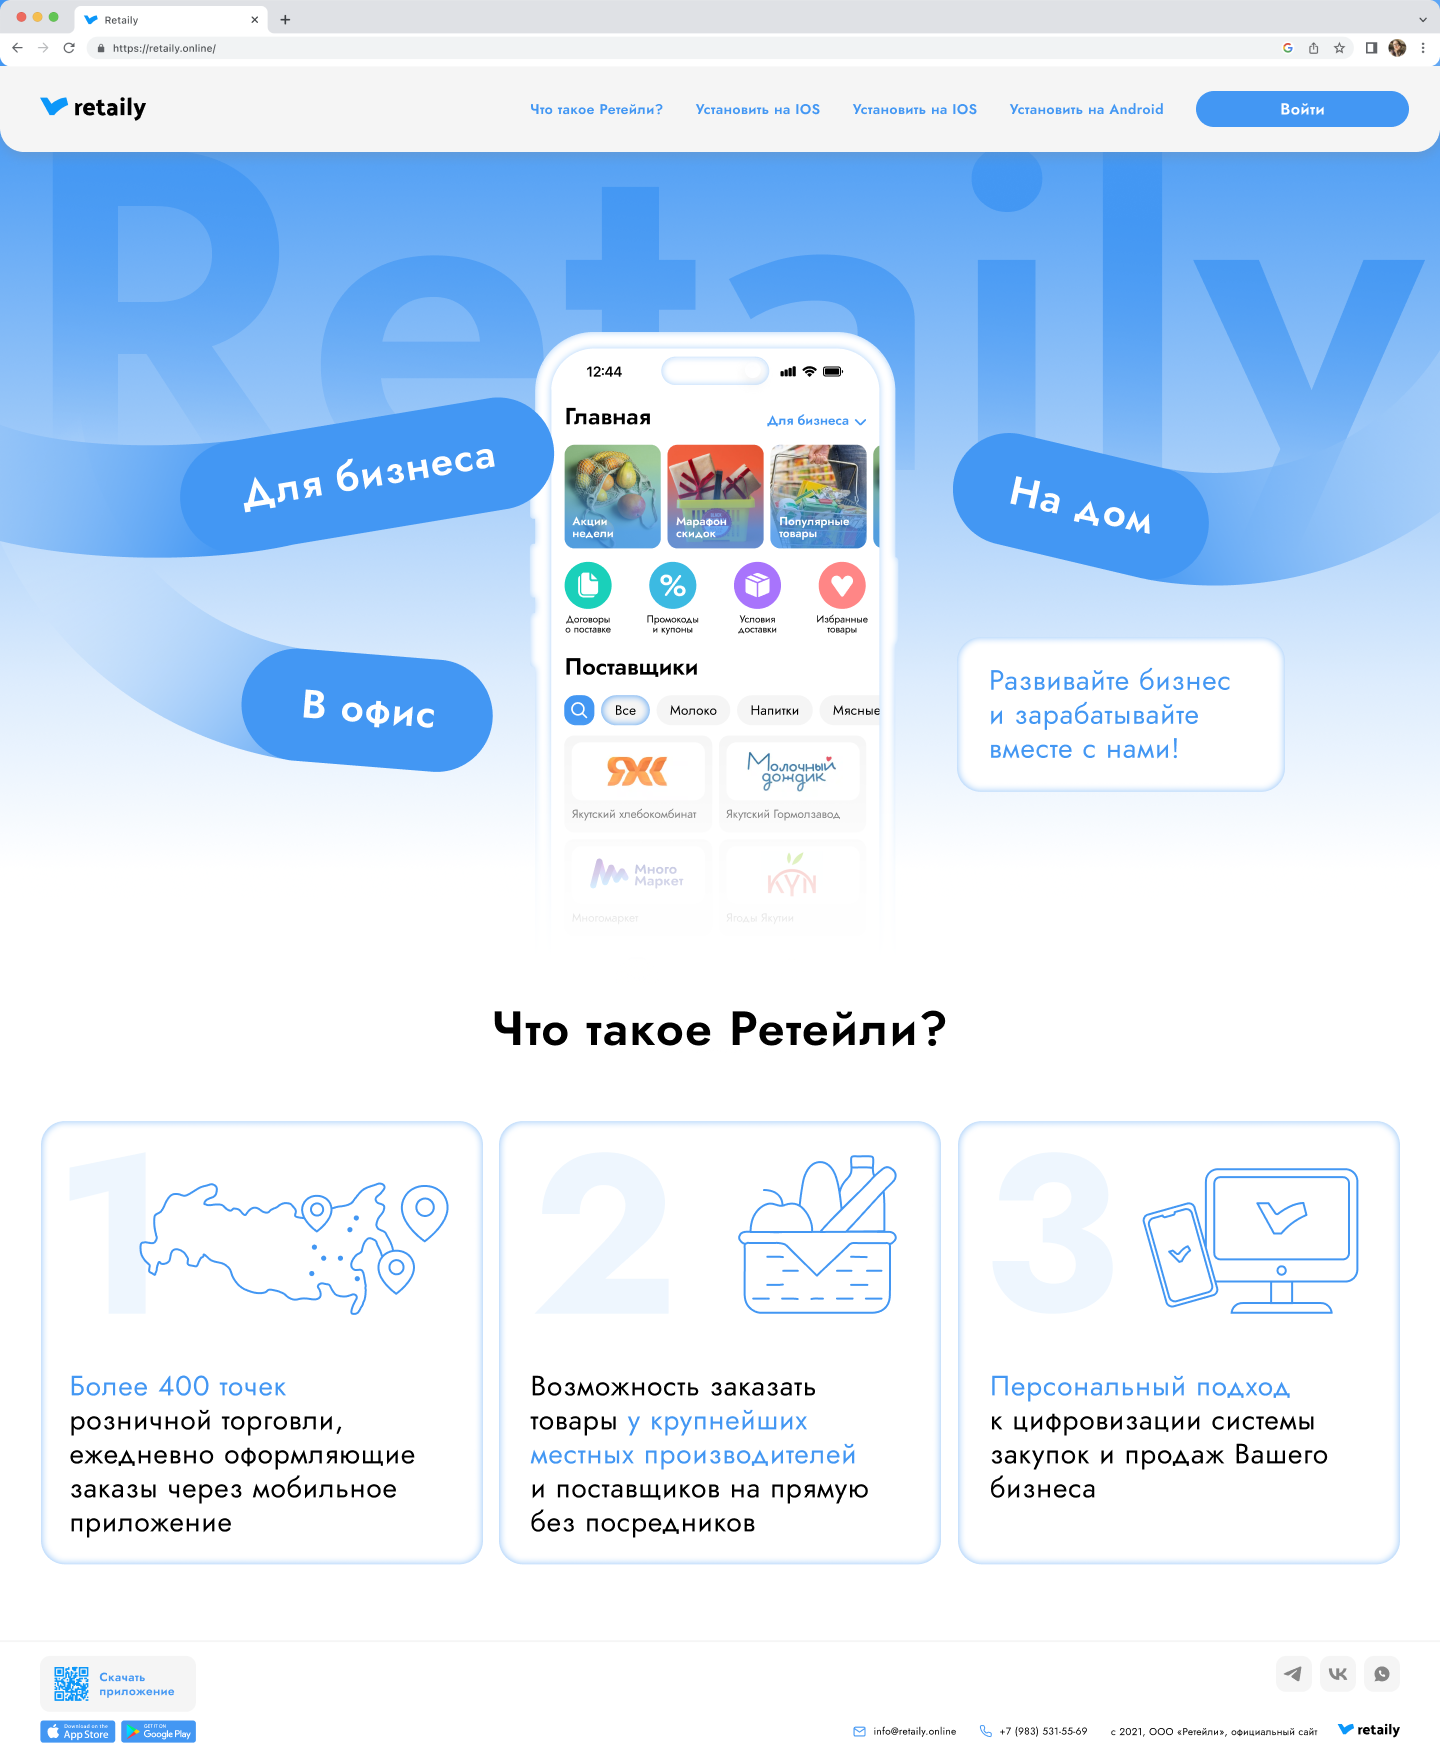 Retaily
https://retaily.online/
retaily
Что такое Ретейли?
Установить на IOS
Установить на IOS
Установить на Android
Войти
Retaily
Для бизнеса
В офис
На дом
12:44
Главная
Для бизнеса
Акции
недели
Марафон
скидок
Популярные
товары
Договоры
о поставке
Промокоды
и купоны
Условия
доставки
Избранные
товары
Поставщики
Все
Молоко
Напитки
Мясные
ЯХК
Молочный
дождик
Якутский хлебокомбинат
Якутский Гормолзавод
Много
Маркет
KYN
Многомаркет
Ягоды Якутии
Развивайте бизнес
и зарабатывайте
вместе с нами!
Что такое Ретейли?
1
Более 400 точек
розничной торговли,
ежедневно оформляющие
заказы через мобильное
приложение
2
Возможность заказать
товары у крупнейших
местных производителей
и поставщиков на прямую
без посредников
3
Персональный подход
к цифровизации системы
закупок и продаж Вашего
бизнеса
Скачать
приложение
Download on the
App Store
GET IT ON
Google Play
info@retaily.online
+7 (983) 531-55-69
с 2021, ООО «Ретейли», официальный сайт
retaily